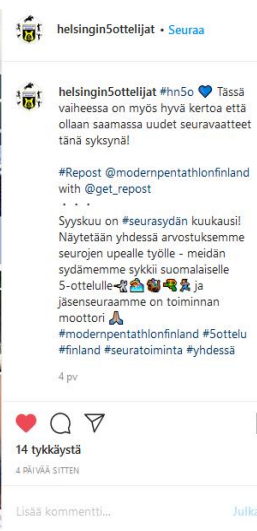 helsingin5ottelijat • Seuraa
helsingin5ottelijat #hn5o 💙 Tässä
vaiheessa on myös hyvä kertoa että
ollaan saamassa uudet seuravaatteet
tänä syksynä!
#Repost @modernpentathlonfinland
with @get_repost
・・・
Syyskuu on #seurasydän kuukausi!
Näytetään yhdessä arvostuksemme
seurojen upealle työlle - meidän
sydämemme sykkii suomalaiselle
5-ottelulle🤺🏊🏇🔫🏃 ja
jäsenseuraamme on toiminnan
moottori 🙏🏽
#modernpentathlonfinland #5ottelu
#finland #seuratoiminta #yhdessä
4 pv
14 tykkäystä
4 PÄIVÄÄ SITTEN
Lisää kommentti... Julka